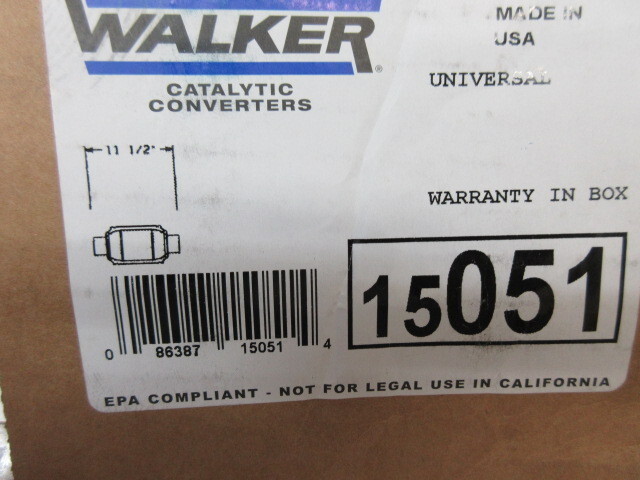 WALKER®
CATALYTIC
CONVERTERS
MADE IN
USA
UNIVERSAL
11 1/2"
WARRANTY IN BOX
15051
0 86387 15051 4
EPA COMPLIANT - NOT FOR LEGAL USE IN CALIFORNIA